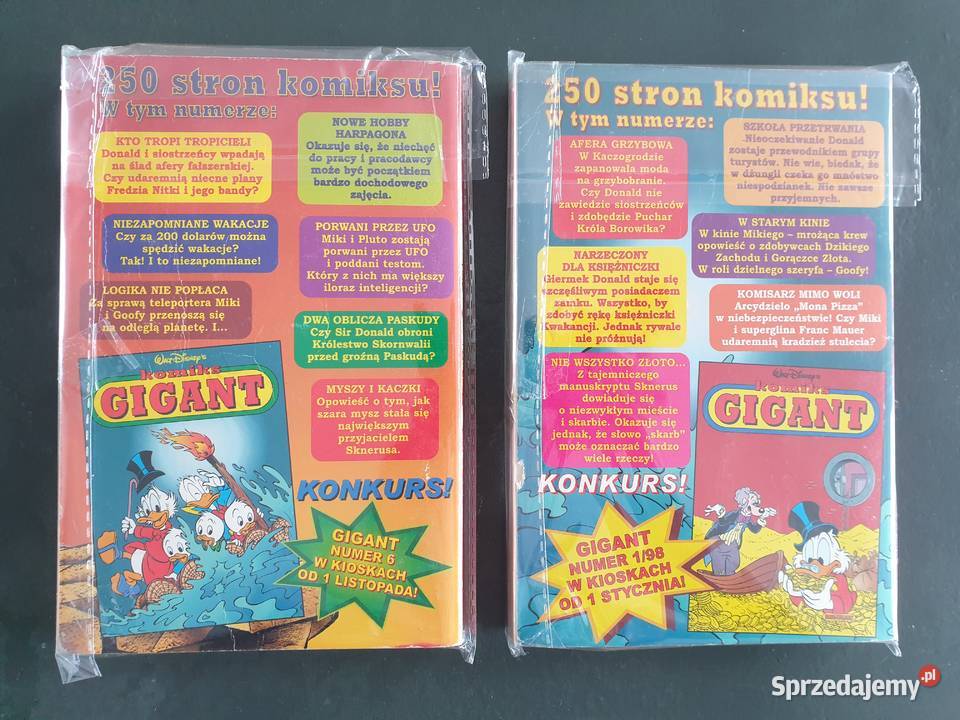 250 stron komiksu!
W tym numerze:
KTO TROPI TROPICIELI
Donald i siostrzeńcy wpadają
na ślad afery fałszerskiej.
Czy udaremnią niecne plany
Fredzia Nitki i jego bandy?
NOWE HOBBY
HARPAGONA
Okazuje się, że niechęć
do pracy i pracodawcy
może być początkiem
bardzo dochodowego
zajęcia.
NIEZAPOMNIANE WAKACJE
Czy za 200 dolarów można
spędzić wakacje?
Tak! I to niezapomniane!
PORWANI PRZEZ UFO
Miki i Pluto zostają
porwani przez UFO
i poddani testom.
Który z nich ma większy
iloraz inteligencji?
LOGIKA NIE POPŁACA
Za sprawą teleportera Miki
i Goofy przenoszą się
na odległą planetę. I...
DWA OBLICZA PASKUDY
Czy Sir Donald obroni
Królestwo Skornwalii
przed groźną Paskudą?
MYSZY I KACZKI
Opowieść o tym, jak
szara mysz stała się
największym
przyjacielem
Sknerusa.
WALT DISNEY'S
komiks
GIGANT
KONKURS!
GIGANT
NUMER 6
W KIOSKACH
OD 1 LISTOPADA!
250 stron komiksu!
W tym numerze:
AFERA GRZYBOWA
W Kaczogrodzie
zapanowała moda
na grzybobranie.
Czy Donald nie
zawiedzie siostrzeńców
i zdobędzie Puchar
Króla Borowika?
SZKOŁA PRZETRWANIA
Nieoczekiwanie Donald
zostaje przewodnikiem grupy
turystów. Nie wie, biedak, że
w dżungli czeka go mnóstwo
niespodzianek. Nie zawsze
przyjemnych.
W STARYM KINIE
W kinie Mikiego – mrożąca krew
opowieść o zdobywcach Dzikiego
Zachodu i Gorączce Złota.
W roli dzielnego szeryfa – Goofy!
NARZECZONY
DLA KSIĘŻNICZKI
Giermek Donald staje się
szczęśliwym posiadaczem
zamku. Wszystko, by
zdobyć rękę księżniczki
Kwakancji. Jednak rywale
nie próżnują!
KOMISARZ MIMO WOLI
Arcydzieło „Mona Pizza”
w niebezpieczeństwie! Czy Miki
i superglina Franc Mauer
udaremnią kradzież stulecia?
NIE WSZYSTKO ZŁOTO...
Z tajemniczego
manuskryptu Sknerus
dowiaduje się
o niezwykłym mieście
i skarbie. Okazuje się
jednak, że słowo „skarb”
może oznaczać bardzo
wiele rzeczy!
WALT DISNEY'S
komiks
GIGANT
KONKURS!
GIGANT
NUMER 1/98
W KIOSKACH
OD 1 STYCZNIA!
Sprzedajemy.pl